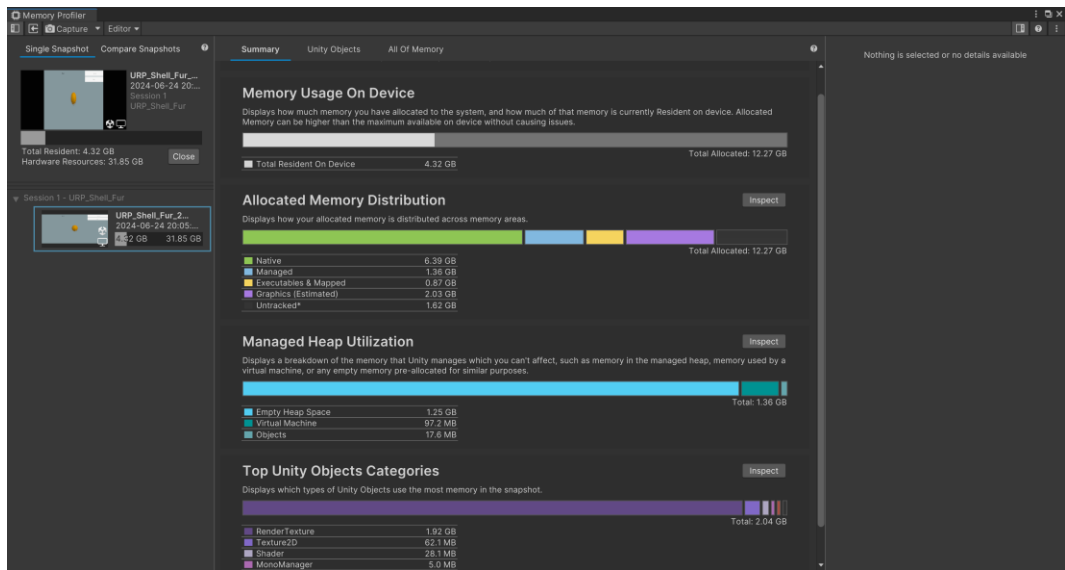 Memory Profiler
Capture
Editor
Single Snapshot
Compare Snapshots
URP_Shell_Fur_...
2024-06-24 20:...
Session 1
URP_Shell_Fur
Total Resident: 4.32 GB
Hardware Resources: 31.85 GB
Close
Session 1 - URP_Shell_Fur
URP_Shell_Fur_2...
2024-06-24 20:05:...
4.32 GB 31.85 GB
Summary
Unity Objects
All Of Memory
Memory Usage On Device
Displays how much memory you have allocated to the system, and how much of that memory is currently Resident on device. Allocated
Memory can be higher than the maximum available on device without causing issues.
Total Allocated: 12.27 GB
Total Resident On Device 4.32 GB
Allocated Memory Distribution
Inspect
Displays how your allocated memory is distributed across memory areas.
Total Allocated: 12.27 GB
Native 6.39 GB
Managed 1.36 GB
Executables & Mapped 0.87 GB
Graphics (Estimated) 2.03 GB
Untracked* 1.62 GB
Managed Heap Utilization
Inspect
Displays a breakdown of the memory that Unity manages which you can't affect, such as memory in the managed heap, memory used by a
virtual machine, or any empty memory pre-allocated for similar purposes.
Total: 1.36 GB
Empty Heap Space 1.25 GB
Virtual Machine 97.2 MB
Objects 17.6 MB
Top Unity Objects Categories
Inspect
Displays which types of Unity Objects use the most memory in the snapshot.
Total: 2.04 GB
RenderTexture 1.92 GB
Texture2D 62.1 MB
Shader 28.1 MB
MonoManager 5.0 MB
Nothing is selected or no details available